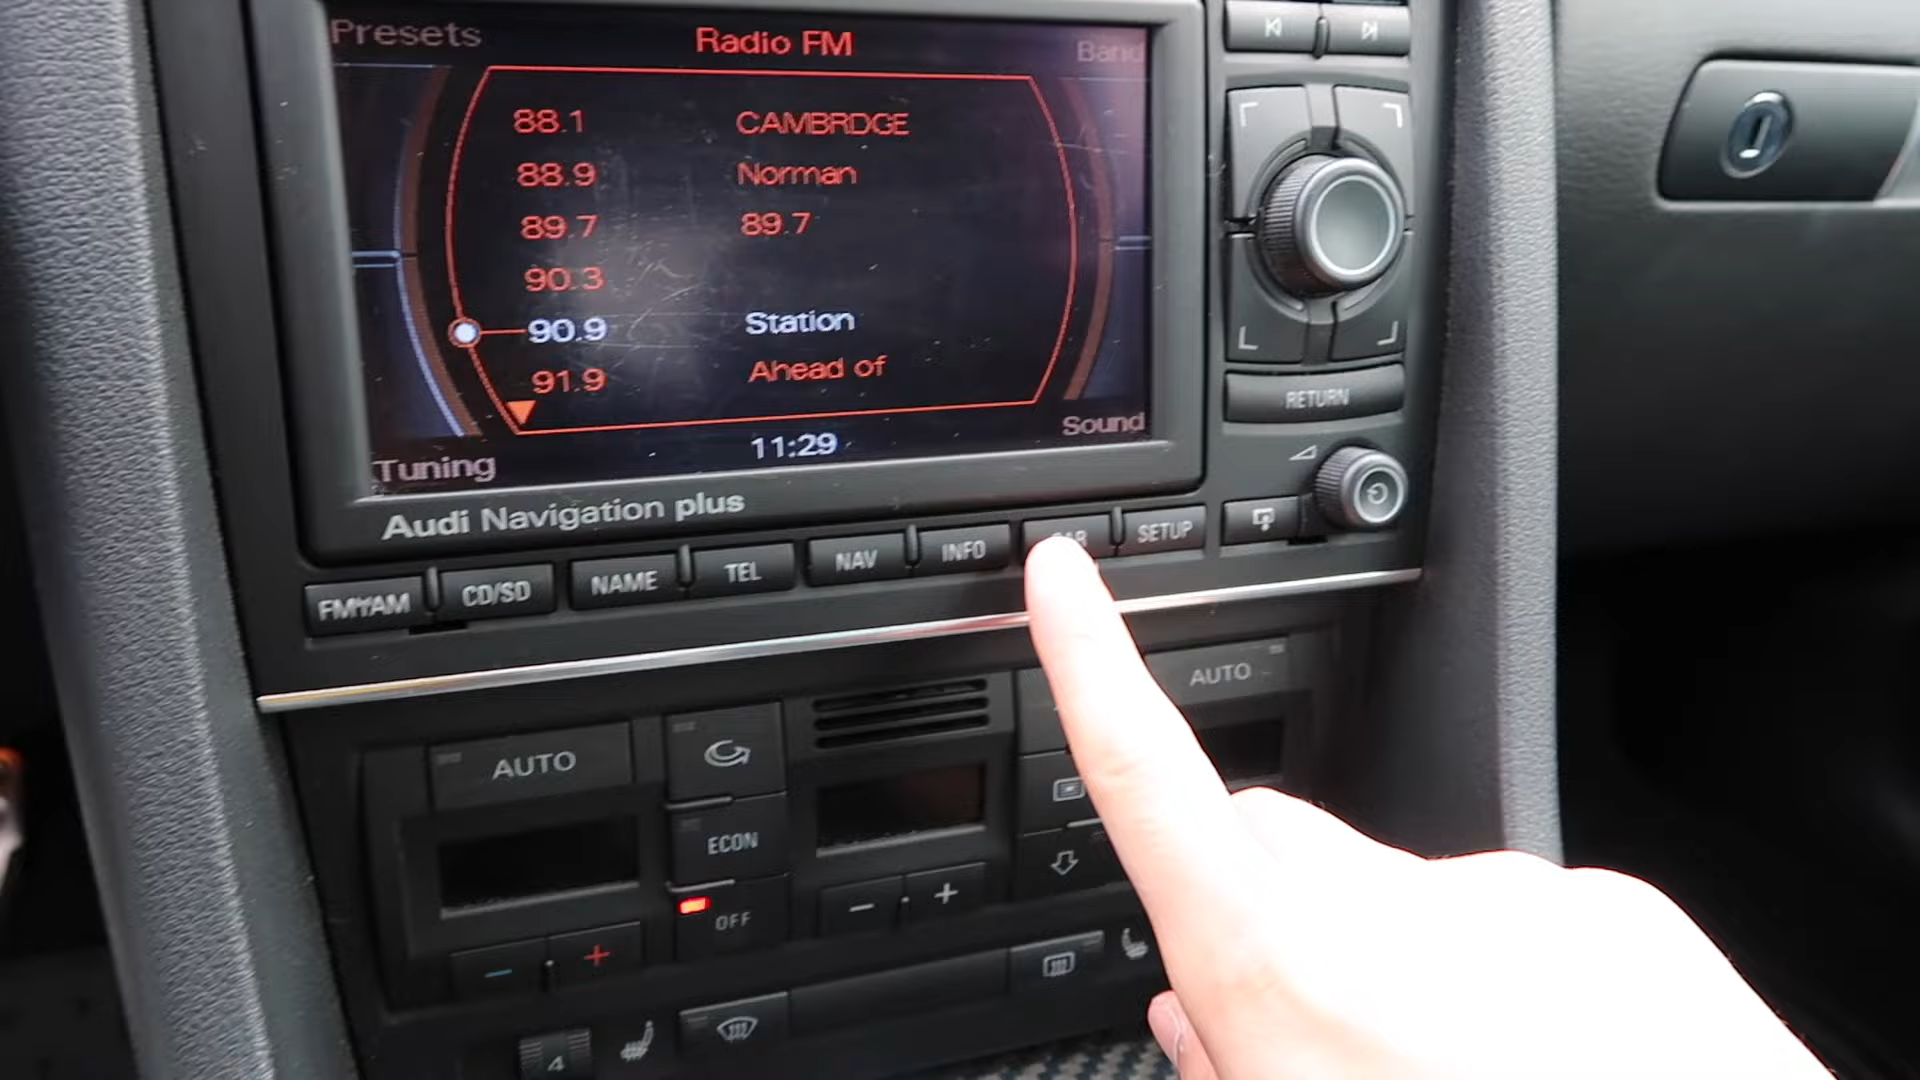 Presets
Radio FM
Band
88.1 CAMBRDGE
88.9 Norman
89.7 89.7
90.3
90.9 Station
91.9 Ahead of
11:29
Sound
Tuning
Audi Navigation plus
RETURN
FM/AM
CD/SD
NAME
TEL
NAV
INFO
CAR
SETUP
AUTO
AUTO
ECON
OFF
4